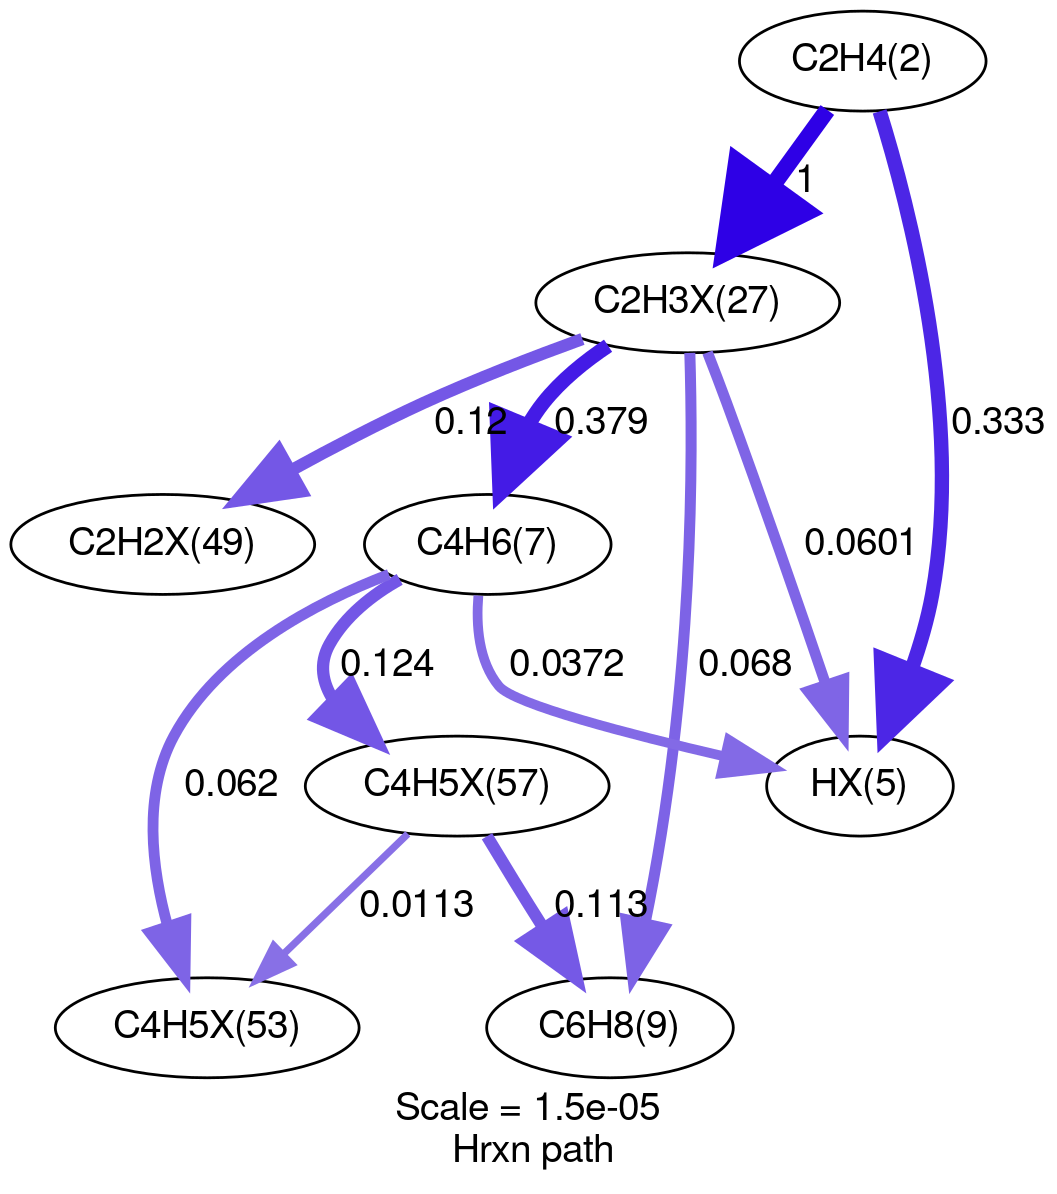 C2H4(2)
1
C2H3X(27)
0.12
0.379
0.333
C2H2X(49)
C4H6(7)
0.0601
0.124
0.0372
0.068
0.062
C4H5X(57)
HX(5)
0.0113
0.113
C4H5X(53)
C6H8(9)
Scale = 1.5e-05
Hrxn path